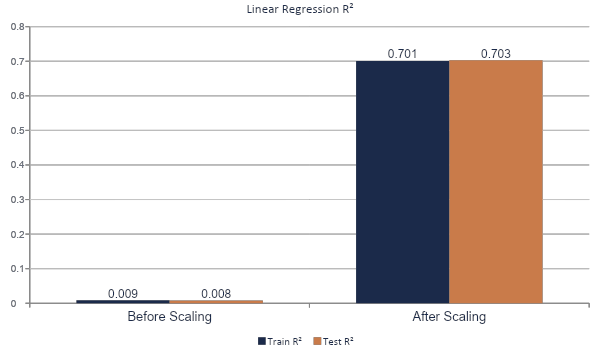 Linear Regression R²
0.8
0.7
0.6
0.5
0.4
0.3
0.2
0.1
0
0.009 0.008 0.701 0.703
Before Scaling After Scaling
Train R² Test R²